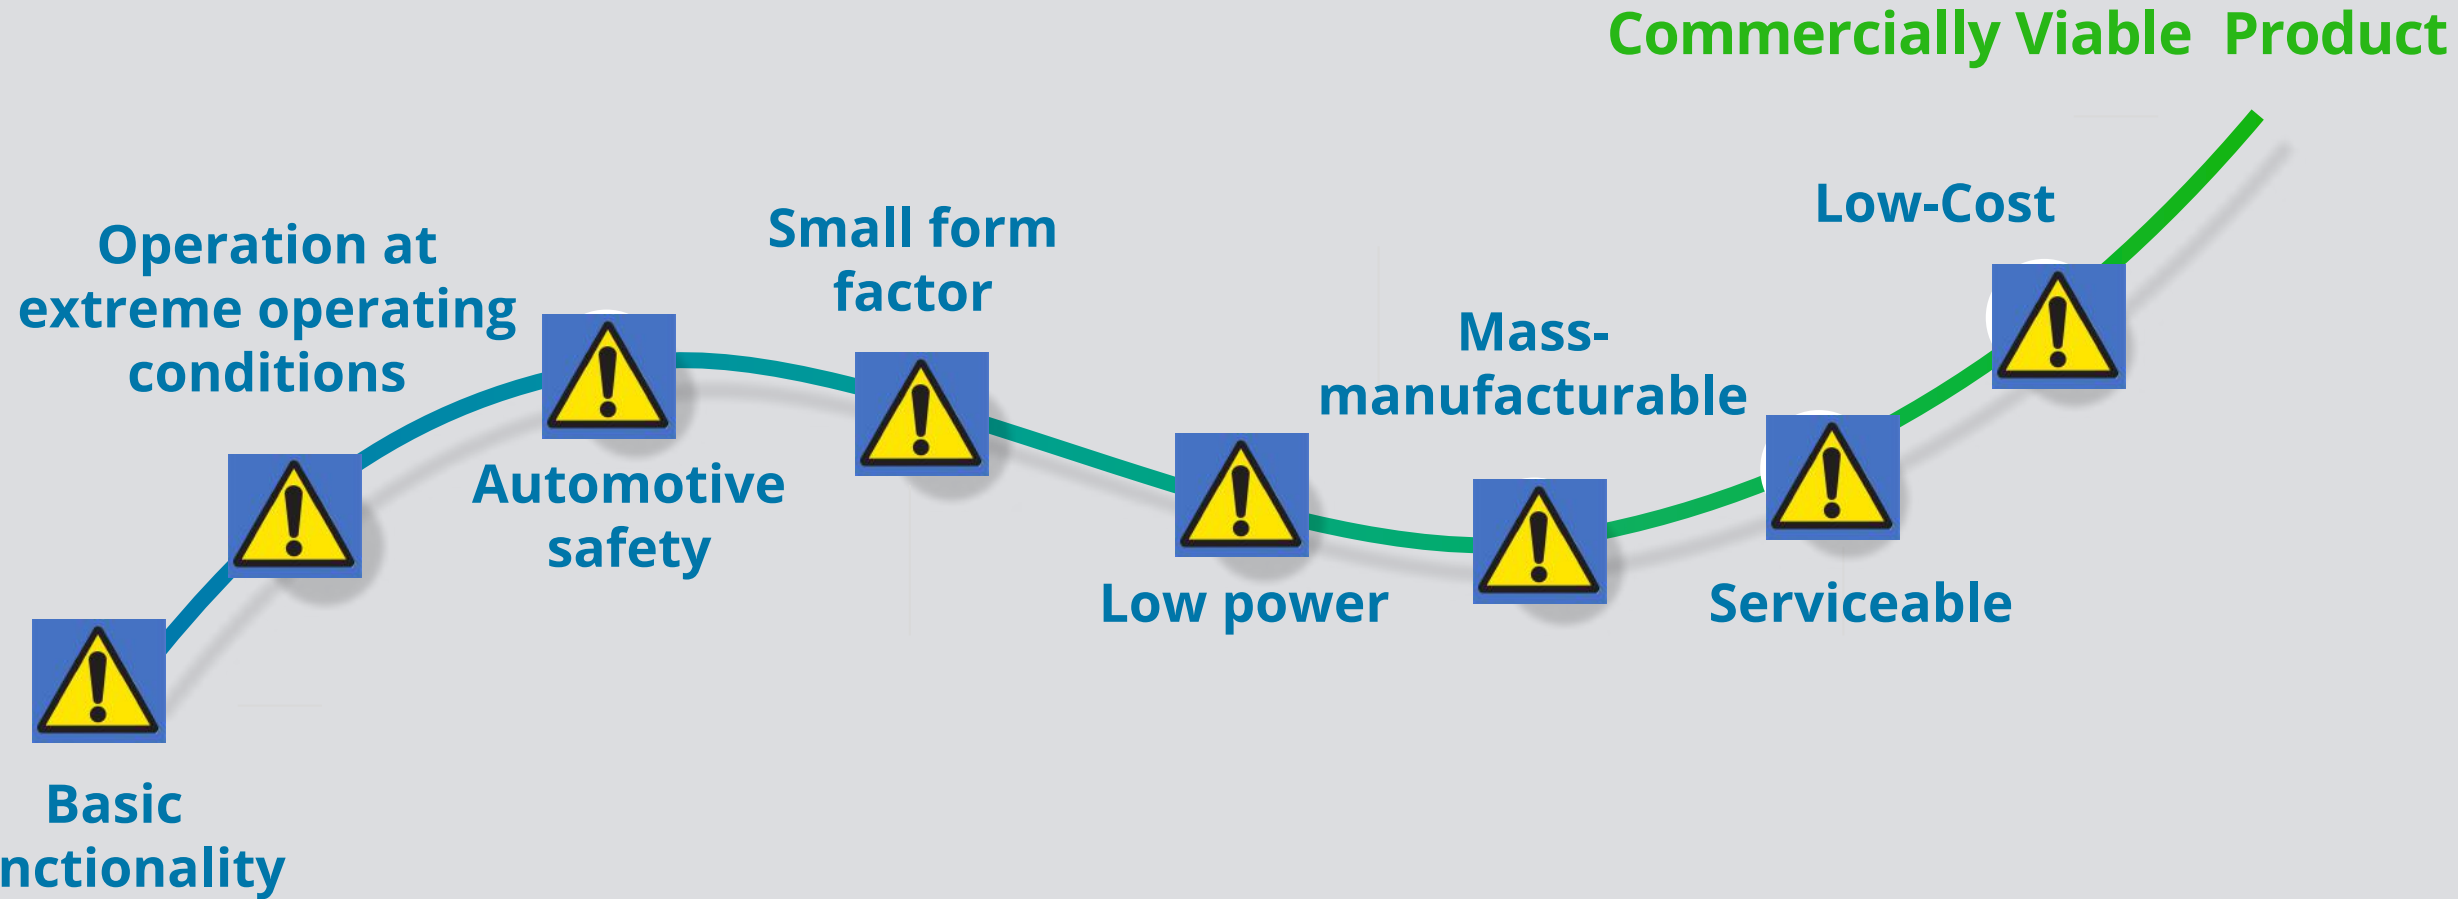 Commercially Viable Product
Low-Cost
Small form
factor
Operation at
extreme operating
conditions
Mass-
manufacturable
Automotive
safety
Low power
Serviceable
Basic
nctionality